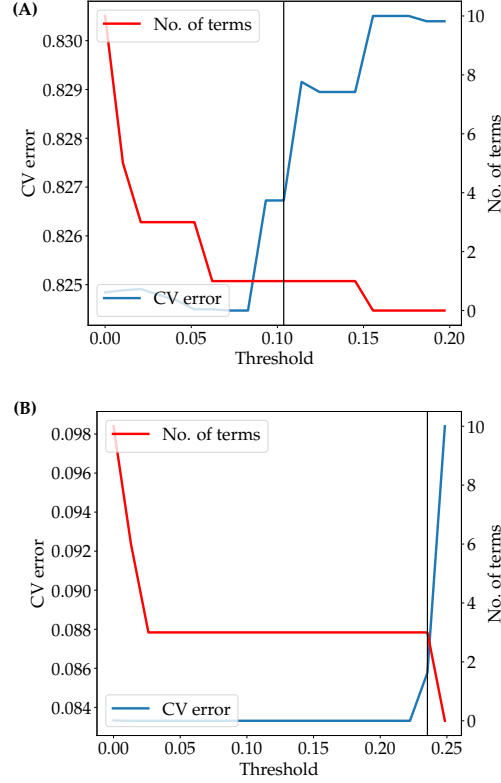 (A)
No. of terms
CV error
0.830
0.829
0.828
0.827
0.826
0.825
CV error
10
8
6
4
2
0
No. of terms
0.00 0.05 0.10 0.15 0.20
Threshold
(B)
No. of terms
CV error
0.098
0.096
0.094
0.092
0.090
0.088
0.086
0.084
CV error
10
8
6
4
2
0
No. of terms
0.00 0.05 0.10 0.15 0.20 0.25
Threshold